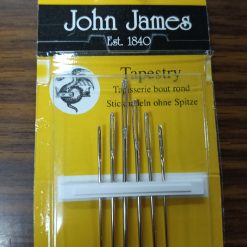 John James
Est. 1840
Tapestry
Tapisserie bout rond
Sticknadeln ohne Spitze